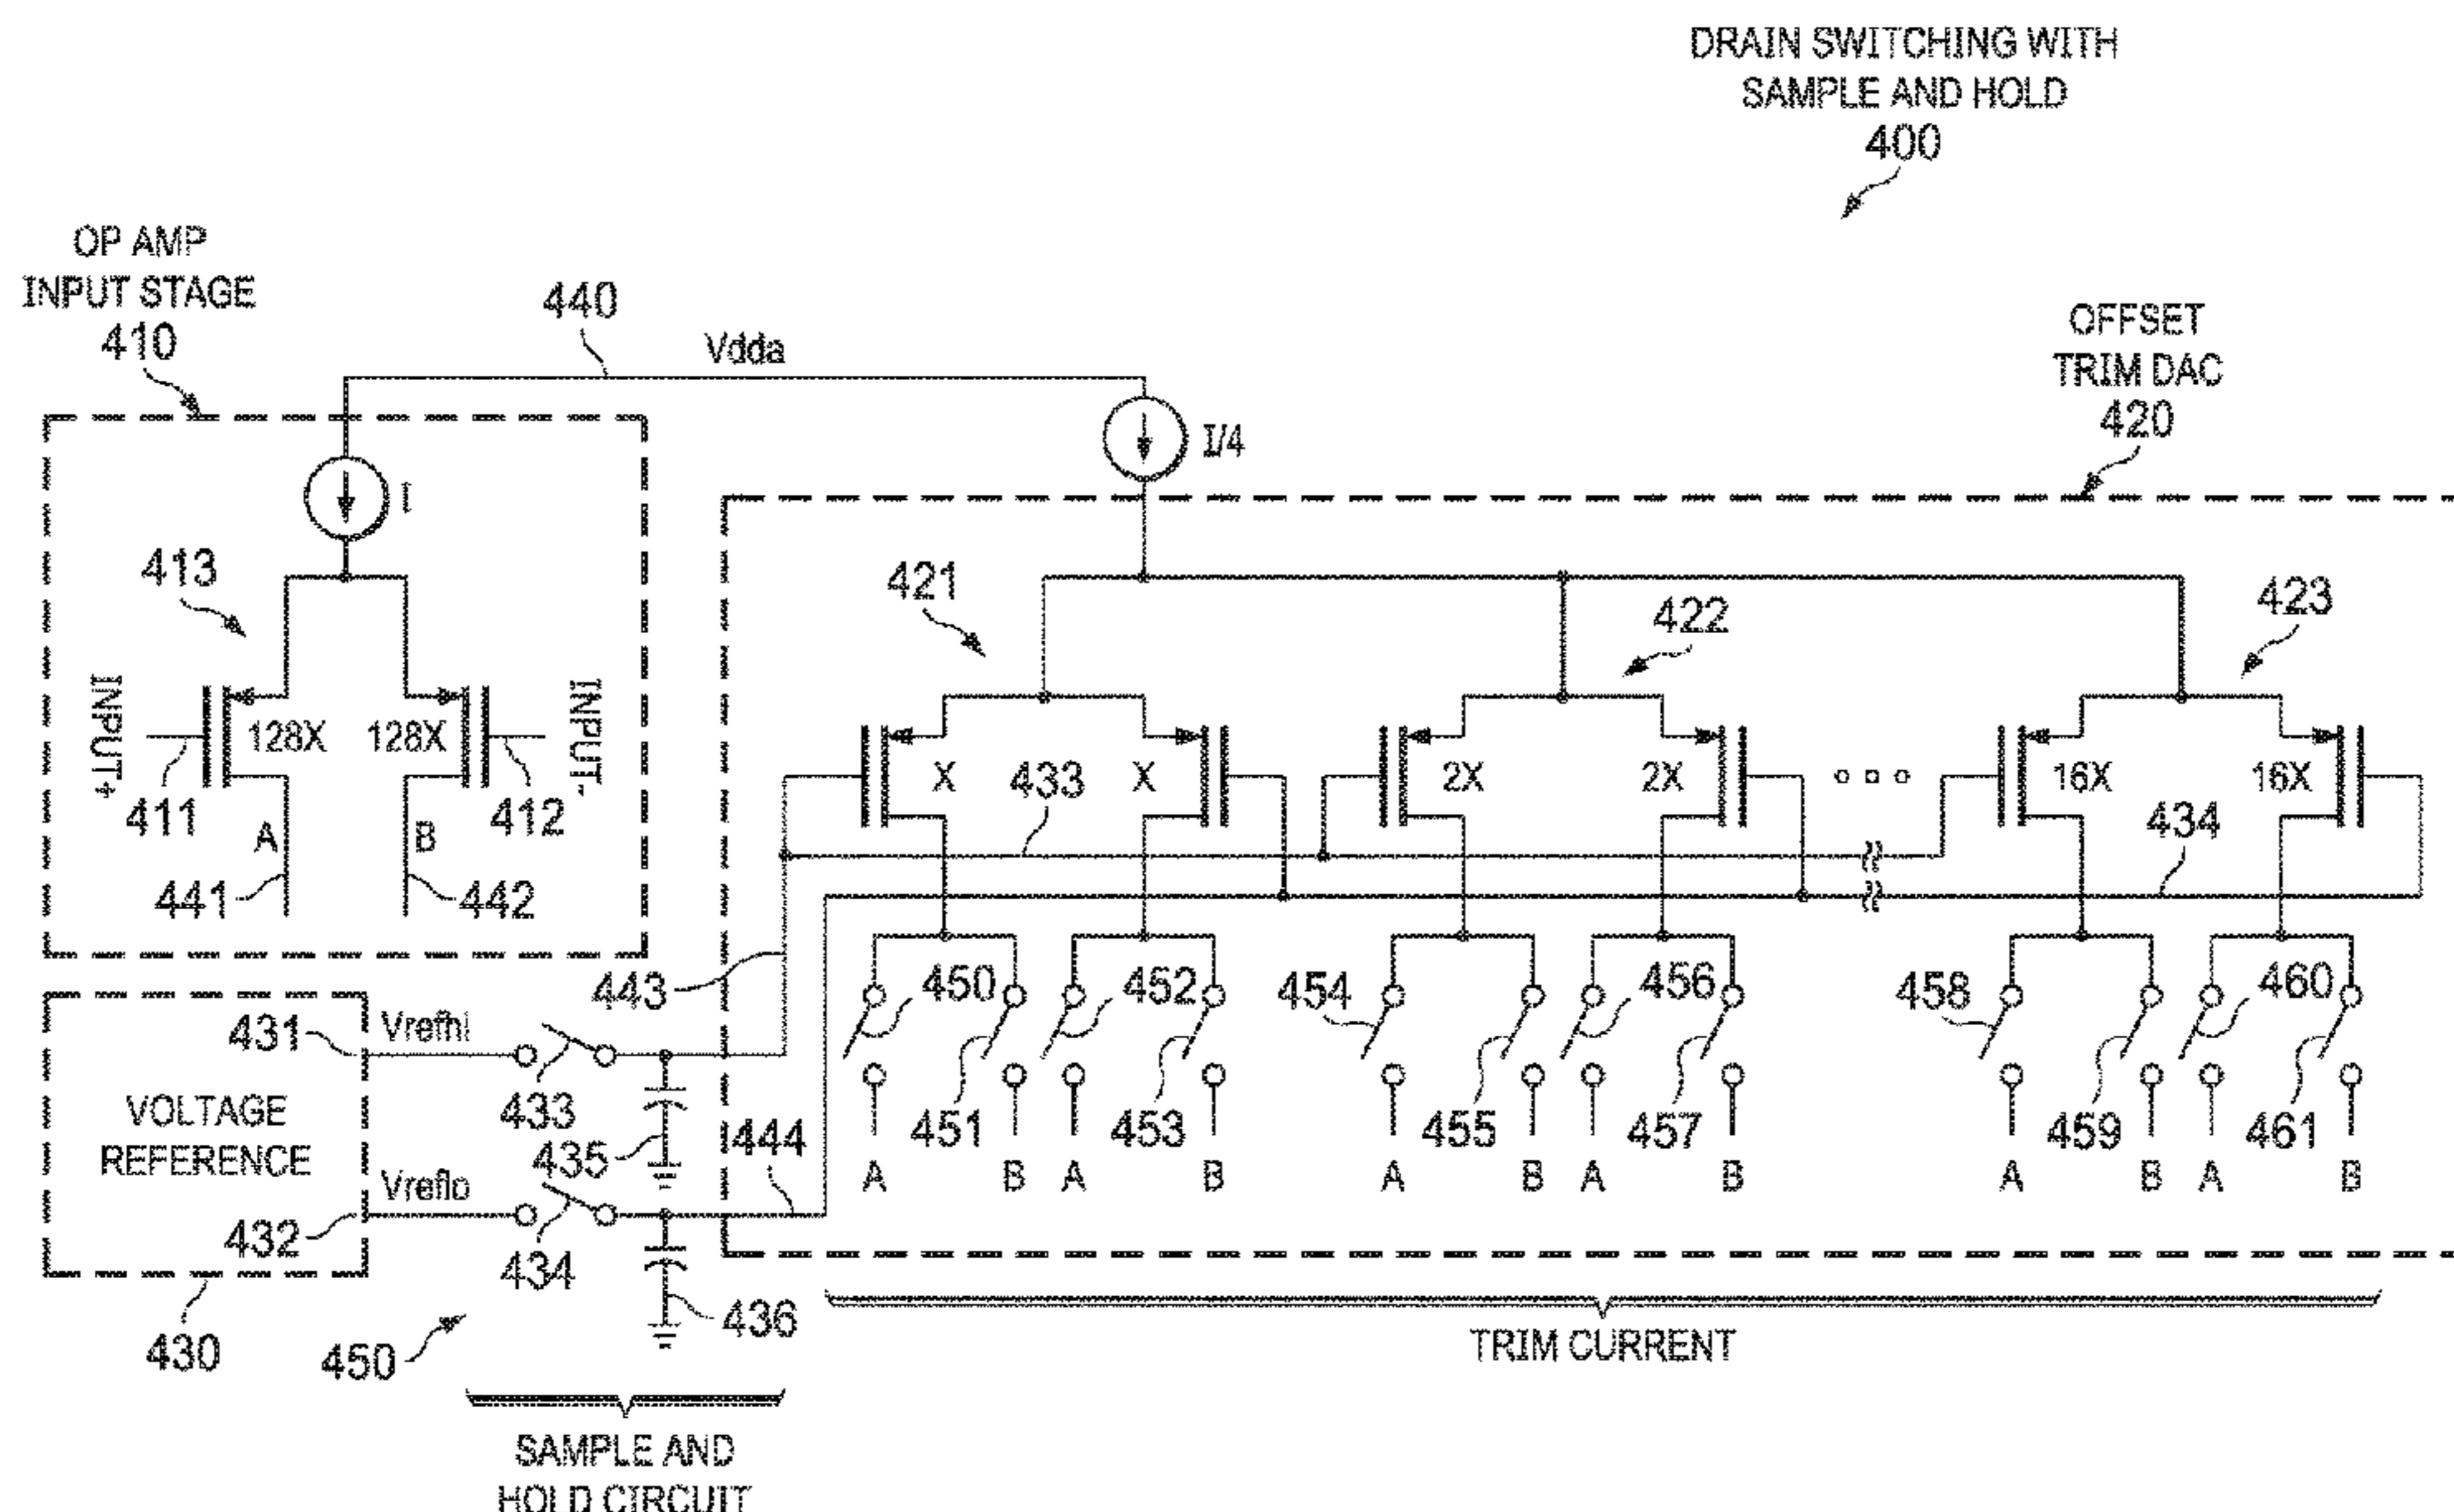 DRAIN SWITCHING WITH
SAMPLE AND HOLD
400
OP AMP
INPUT STAGE
410
440
Vdda
OFFSET
TRIM DAC
420
I/4
I
413
421
422
423
INPUT+
128X
128X
INPUT-
411
412
A
B
441
442
X
433
X
2X
2X
16X
16X
434
443
450
452
454
456
458
460
431
Vrefhi
433
435
VOLTAGE
REFERENCE
444
451
453
455
457
459
461
A
B
A
B
A
B
A
B
A
B
A
B
Vreflo
432
434
436
430
450
TRIM CURRENT
SAMPLE AND
HOLD CIRCUIT